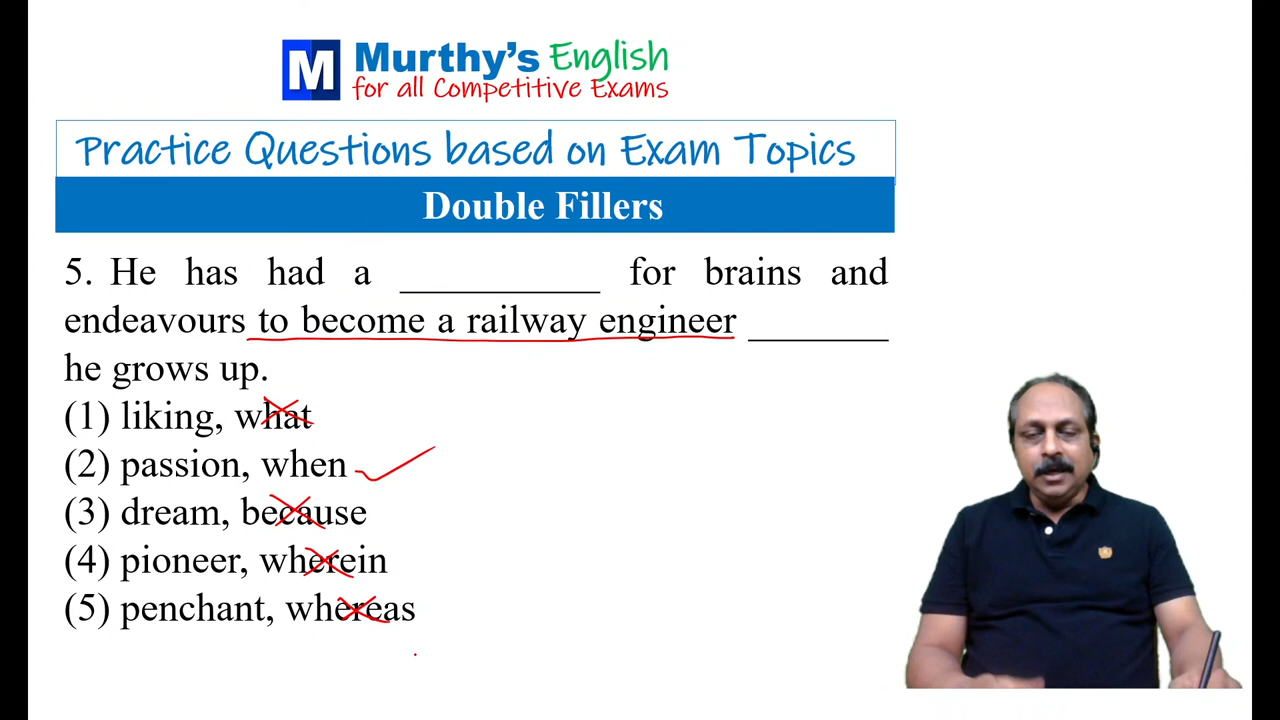 M Murthy's English
for all Competitive Exams
Practice Questions based on Exam Topics
Double Fillers
5. He has had a __________ for brains and
endeavours to become a railway engineer _______
he grows up.
(1) liking, what
(2) passion, when
(3) dream, because
(4) pioneer, wherein
(5) penchant, whereas